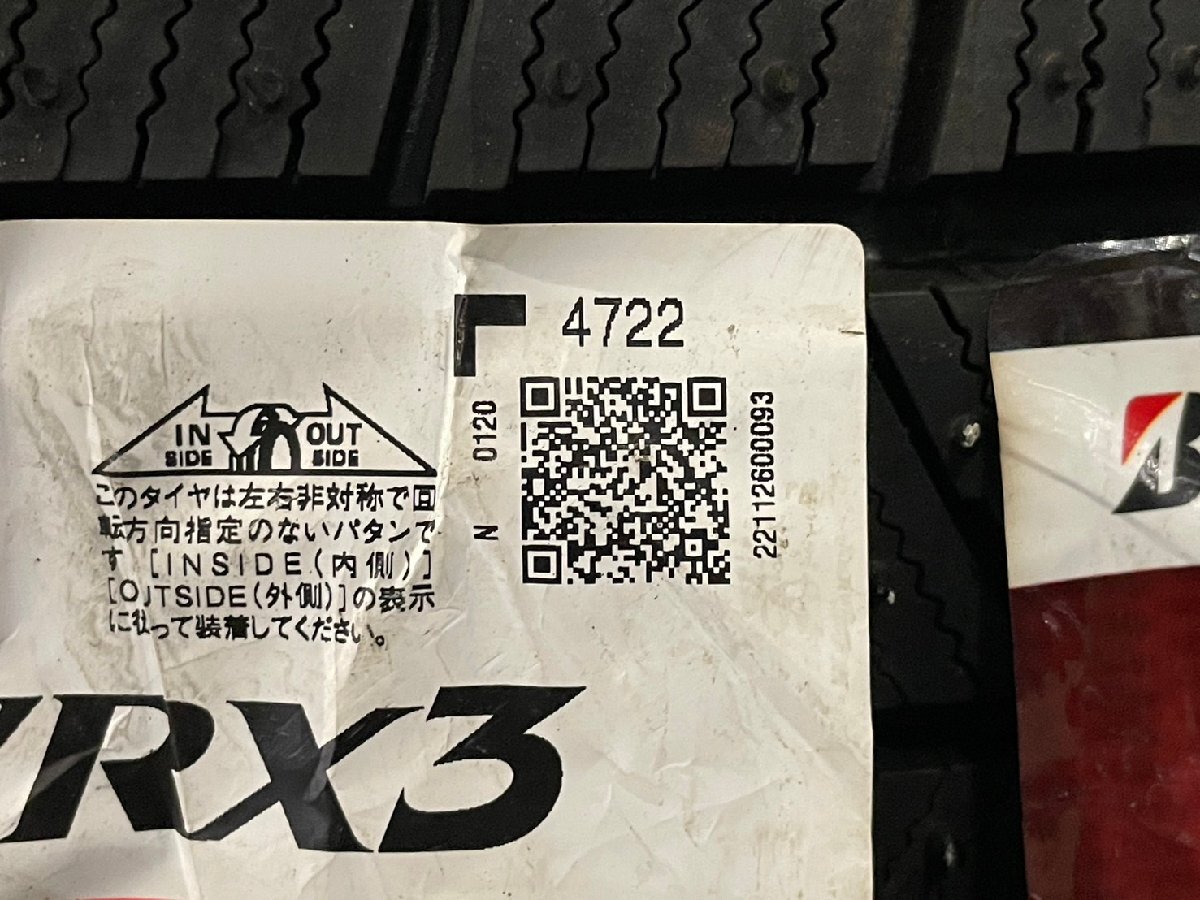 4722
N 0120
221112600093
IN
SIDE
OUT
SIDE
このタイヤは左右非対称で回
転方向指定のないパタンで
す [INSIDE(内側)]
[OUTSIDE(外側)]の表示
に従って装着してください。
VRX3